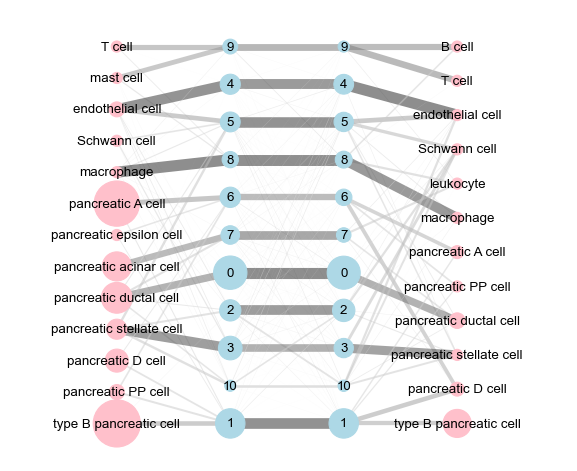 T cell 9 9 B cell
mast cell 4 4 T cell
endothelial cell 5 5 endothelial cell
Schwann cell 8 8 Schwann cell
macrophage 6 6 leukocyte
pancreatic A cell 7 7 macrophage
pancreatic epsilon cell 0 0 pancreatic A cell
pancreatic acinar cell 2 2 pancreatic PP cell
pancreatic ductal cell 3 3 pancreatic ductal cell
pancreatic stellate cell 10 10 pancreatic stellate cell
pancreatic D cell 1 1 pancreatic D cell
pancreatic PP cell type B pancreatic cell
type B pancreatic cell